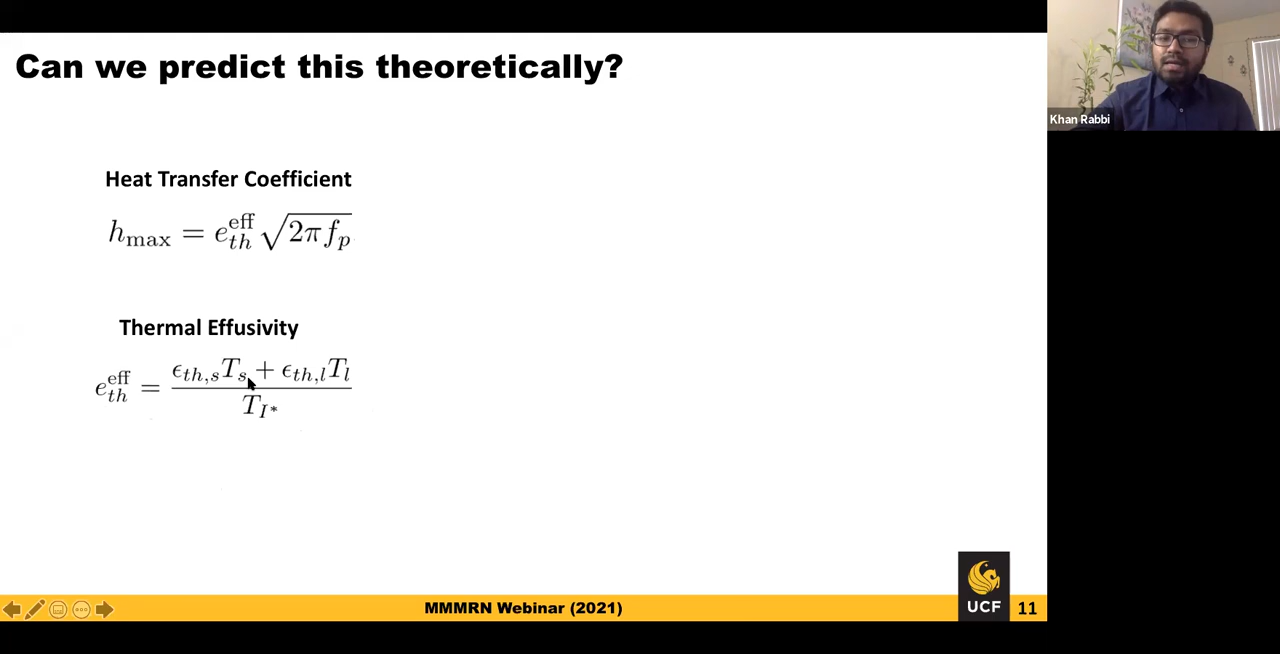 Can we predict this theoretically?
Khan Rabbi
Heat Transfer Coefficient
h_max = e_th^eff √(2πf_p)
Thermal Effusivity
e_th^eff = (ϵ_th,s T_s + ϵ_th,l T_l) / T_I*
MMMRN Webinar (2021)
UCF
11